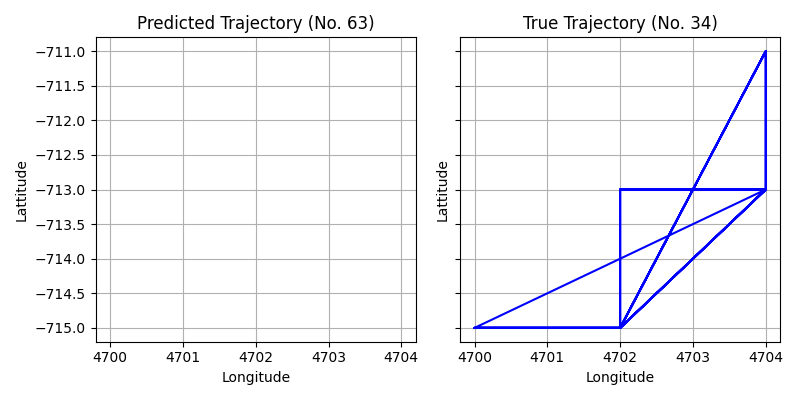 Predicted Trajectory (No. 63)
−711.0
−711.5
−712.0
−712.5
−713.0
−713.5
−714.0
−714.5
−715.0
Lattitude
4700 4701 4702 4703 4704
Longitude
True Trajectory (No. 34)
Lattitude
4700 4701 4702 4703 4704
Longitude